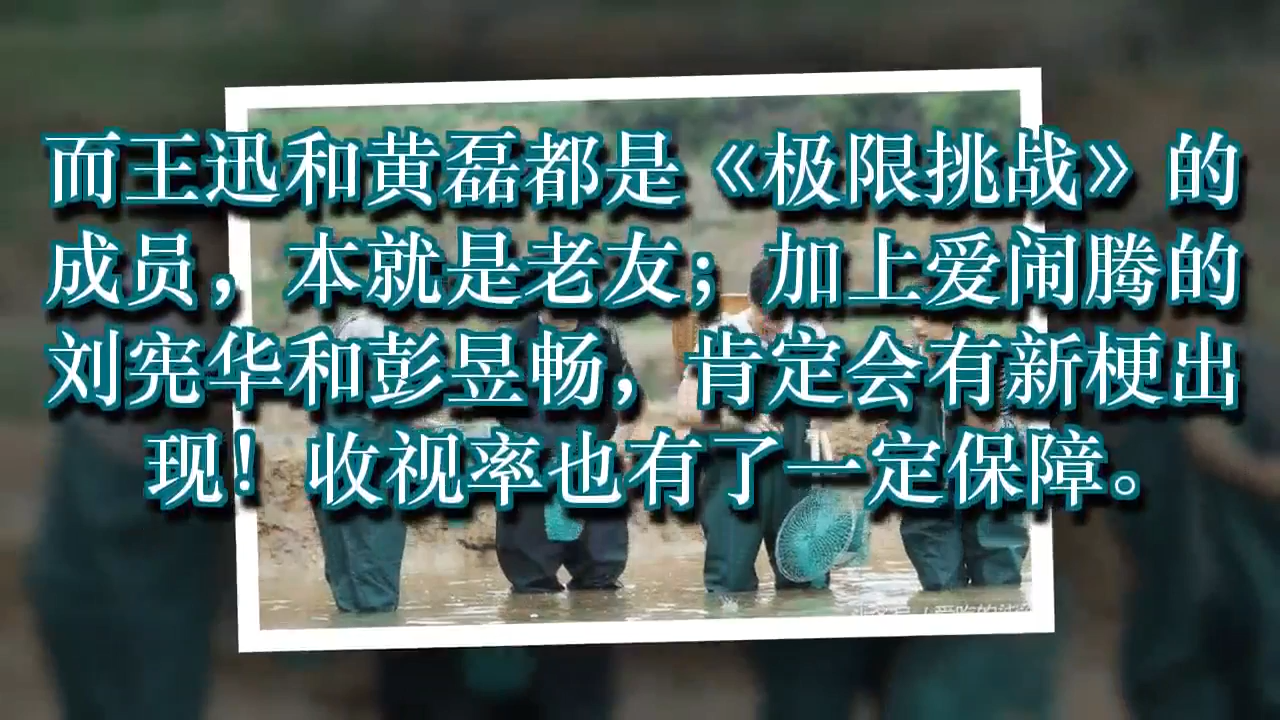 而王迅和黄磊都是《极限挑战》的
成员，本就是老友；加上爱闹腾的
刘宪华和彭昱畅，肯定会有新梗出
现！收视率也有了一定保障。